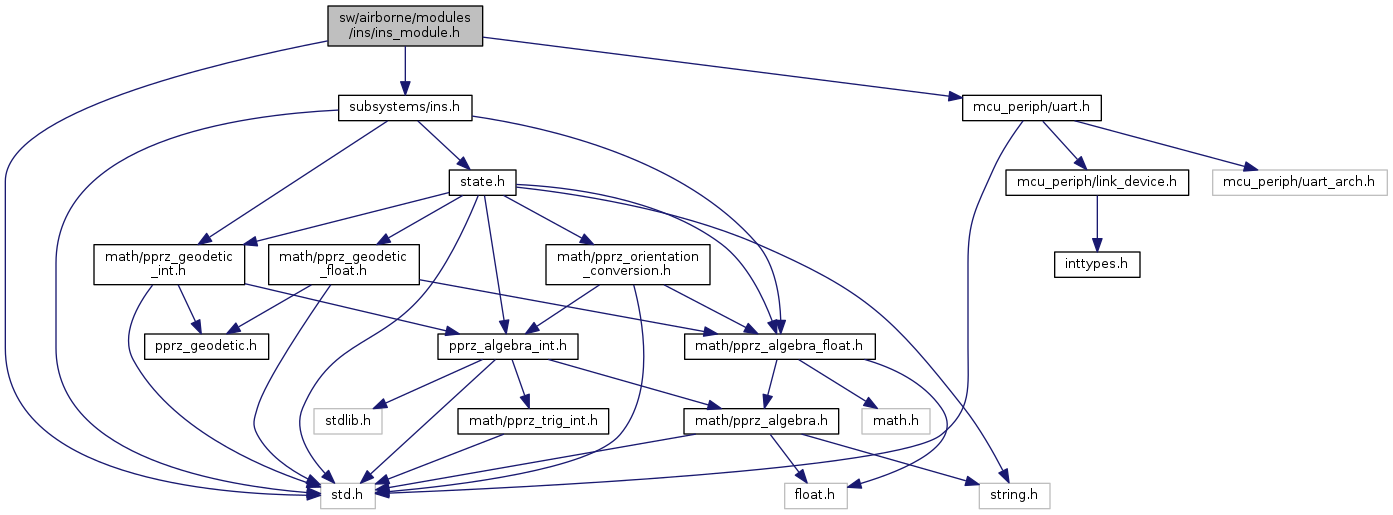 sw/airborne/modules
/ins/ins_module.h
subsystems/ins.h
mcu_periph/uart.h
state.h
mcu_periph/link_device.h
mcu_periph/uart_arch.h
math/pprz_geodetic
_int.h
math/pprz_geodetic
_float.h
math/pprz_orientation
_conversion.h
inttypes.h
pprz_geodetic.h
pprz_algebra_int.h
math/pprz_algebra_float.h
stdlib.h
math/pprz_trig_int.h
math/pprz_algebra.h
math.h
std.h
float.h
string.h